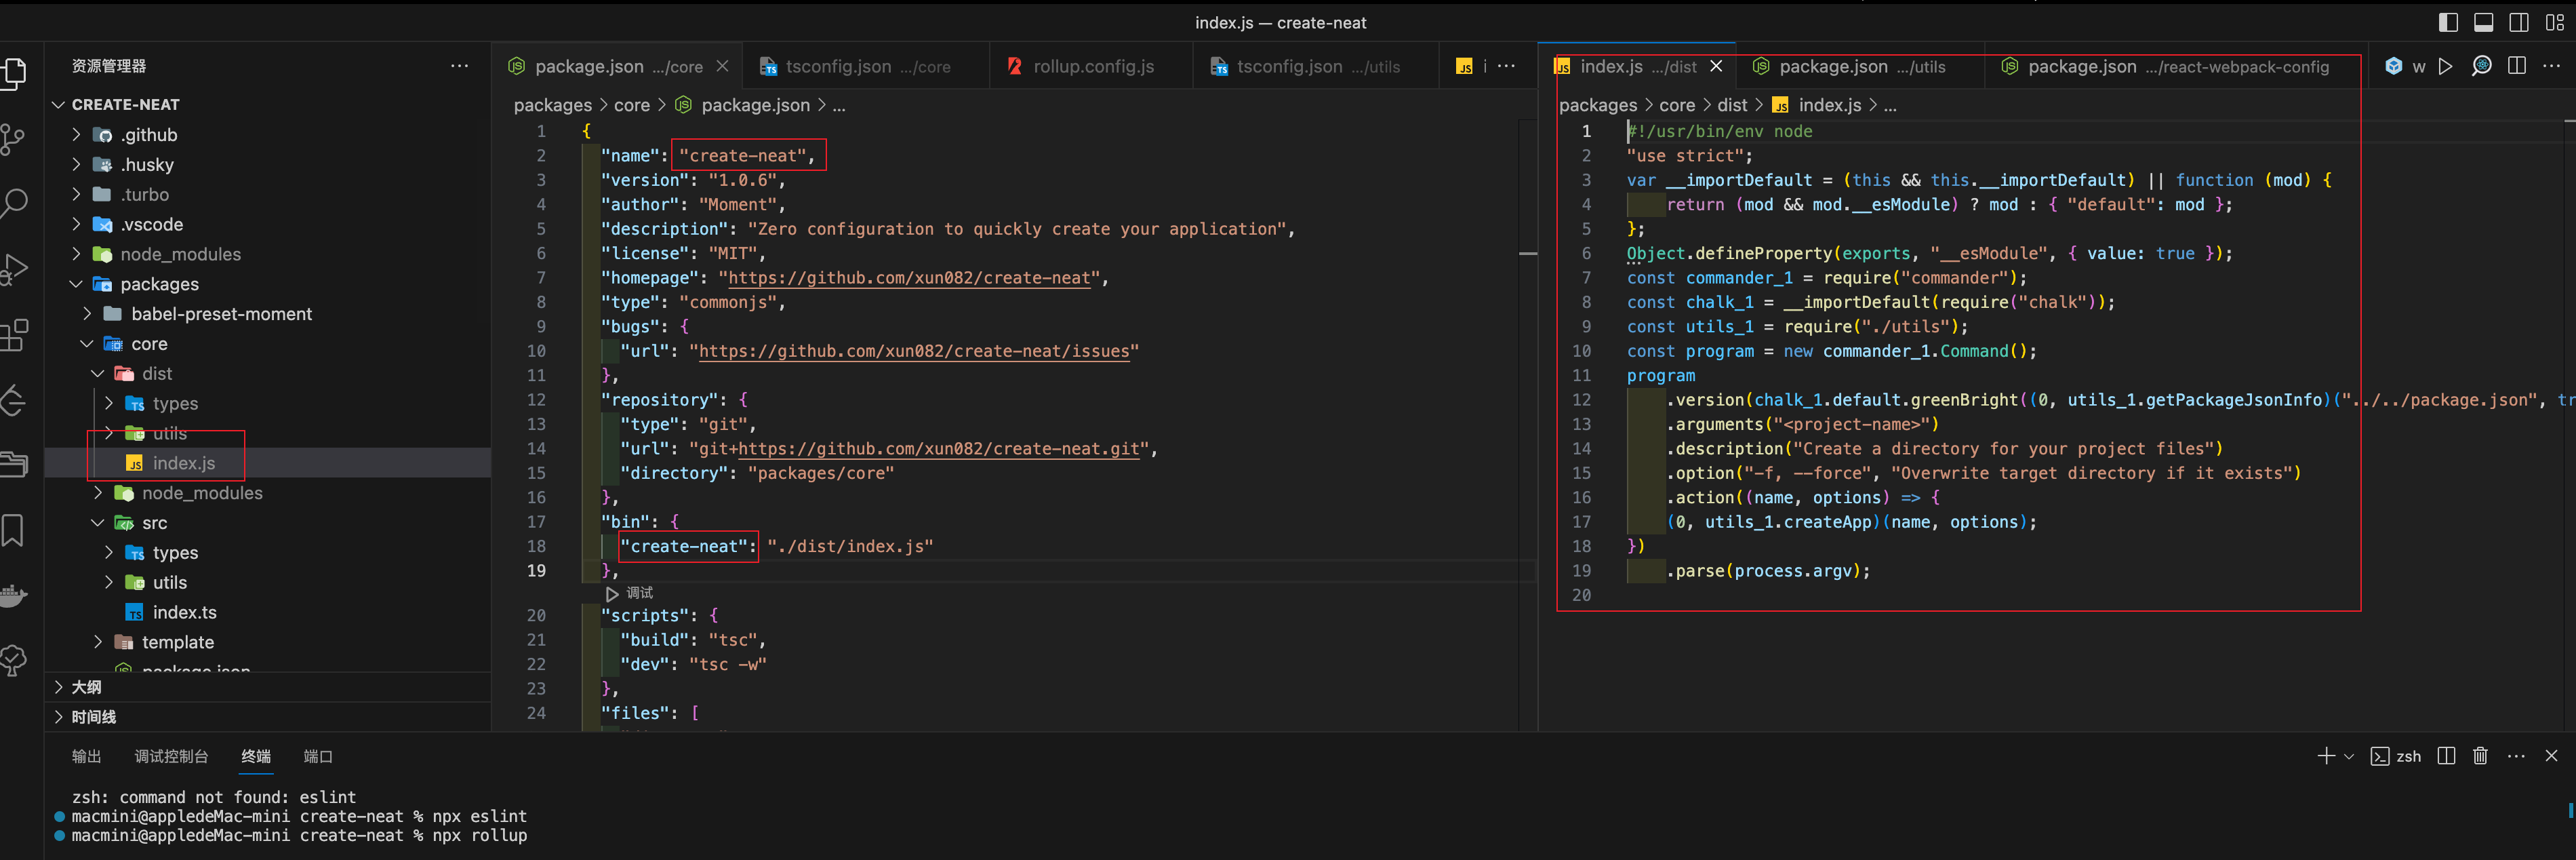 index.js — create-neat
资源管理器
CREATE-NEAT
.github
.husky
.turbo
.vscode
node_modules
packages
babel-preset-moment
core
dist
types
utils
index.js
node_modules
src
types
utils
index.ts
template
package.json
大纲
时间线
package.json .../core
tsconfig.json .../core
rollup.config.js
tsconfig.json .../utils
packages > core > package.json > ...
1 {
2 "name": "create-neat",
3 "version": "1.0.6",
4 "author": "Moment",
5 "description": "Zero configuration to quickly create your application",
6 "license": "MIT",
7 "homepage": "https://github.com/xun082/create-neat",
8 "type": "commonjs",
9 "bugs": {
10 "url": "https://github.com/xun082/create-neat/issues"
11 },
12 "repository": {
13 "type": "git",
14 "url": "git+https://github.com/xun082/create-neat.git",
15 "directory": "packages/core"
16 },
17 "bin": {
18 "create-neat": "./dist/index.js"
19 },
调试
20 "scripts": {
21 "build": "tsc",
22 "dev": "tsc -w"
23 },
24 "files": [
index.js .../dist
package.json .../utils
package.json .../react-webpack-config
w
packages > core > dist > index.js > ...
1 #!/usr/bin/env node
2 "use strict";
3 var __importDefault = (this && this.__importDefault) || function (mod) {
4 return (mod && mod.__esModule) ? mod : { "default": mod };
5 };
6 Object.defineProperty(exports, "__esModule", { value: true });
7 const commander_1 = require("commander");
8 const chalk_1 = __importDefault(require("chalk"));
9 const utils_1 = require("./utils");
10 const program = new commander_1.Command();
11 program
12 .version(chalk_1.default.greenBright((0, utils_1.getPackageJsonInfo)("../../package.json", tr
13 .arguments("<project-name>")
14 .description("Create a directory for your project files")
15 .option("-f, --force", "Overwrite target directory if it exists")
16 .action((name, options) => {
17 (0, utils_1.createApp)(name, options);
18 })
19 .parse(process.argv);
20
输出 调试控制台 终端 端口
zsh
zsh: command not found: eslint
macmini@appledeMac-mini create-neat % npx eslint
macmini@appledeMac-mini create-neat % npx rollup